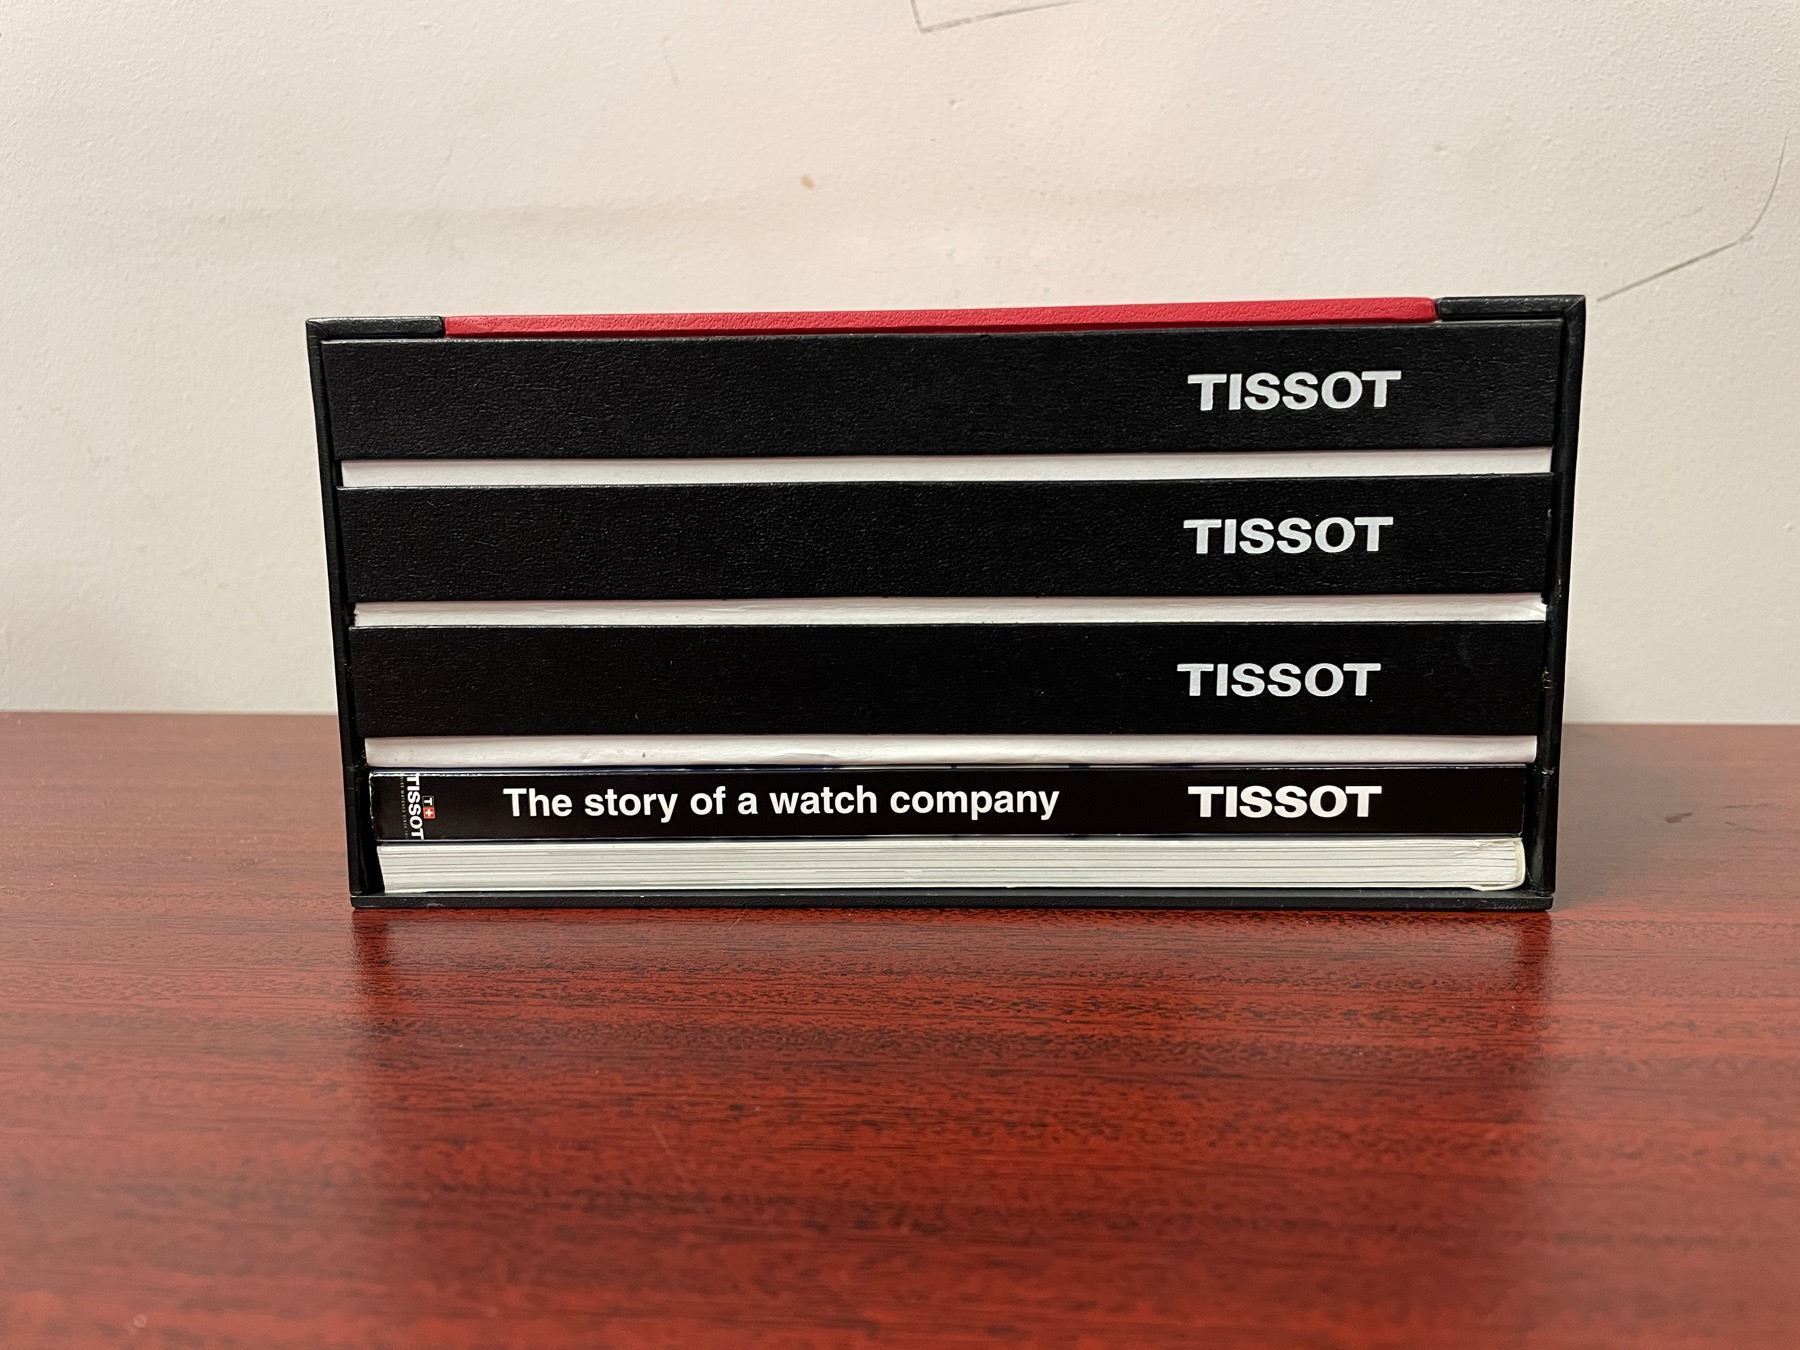 TISSOT
TISSOT
TISSOT
TISSOT
T+
The story of a watch company TISSOT